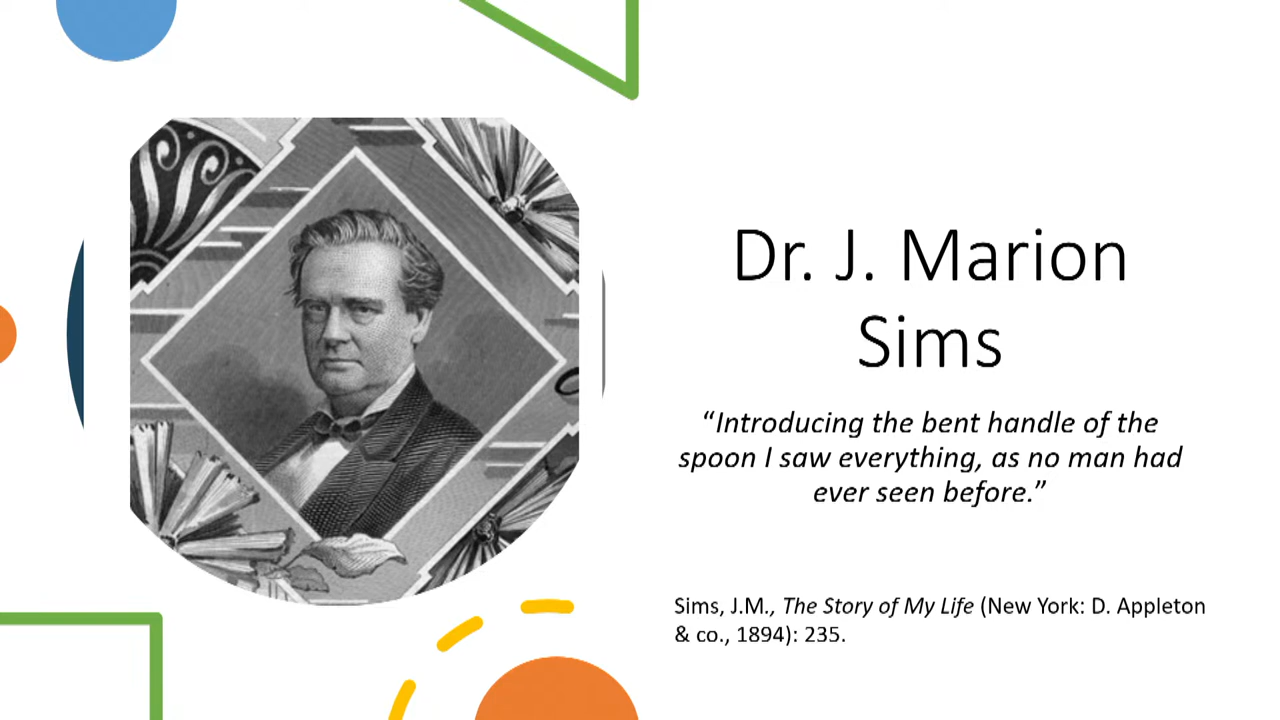 Dr. J. Marion
Sims
“Introducing the bent handle of the
spoon I saw everything, as no man had
ever seen before.”
Sims, J.M., The Story of My Life (New York: D. Appleton
& co., 1894): 235.